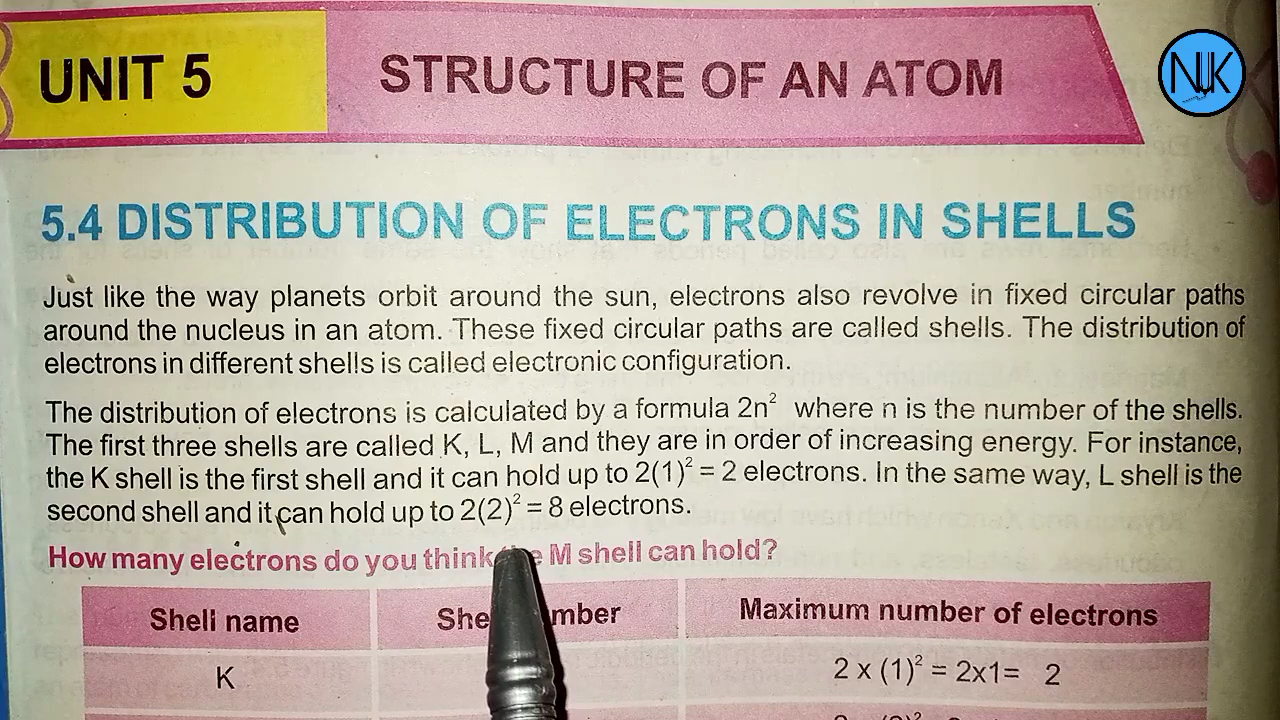 UNIT 5
STRUCTURE OF AN ATOM
NK
5.4 DISTRIBUTION OF ELECTRONS IN SHELLS
Just like the way planets orbit around the sun, electrons also revolve in fixed circular paths
around the nucleus in an atom. These fixed circular paths are called shells. The distribution of
electrons in different shells is called electronic configuration.
The distribution of electrons is calculated by a formula 2n² where n is the number of the shells.
The first three shells are called K, L, M and they are in order of increasing energy. For instance,
the K shell is the first shell and it can hold up to 2(1)² = 2 electrons. In the same way, L shell is the
second shell and it can hold up to 2(2)² = 8 electrons.
How many electrons do you think M shell can hold?
Shell name
Maximum number of electrons
K
2 x (1)² = 2x1= 2